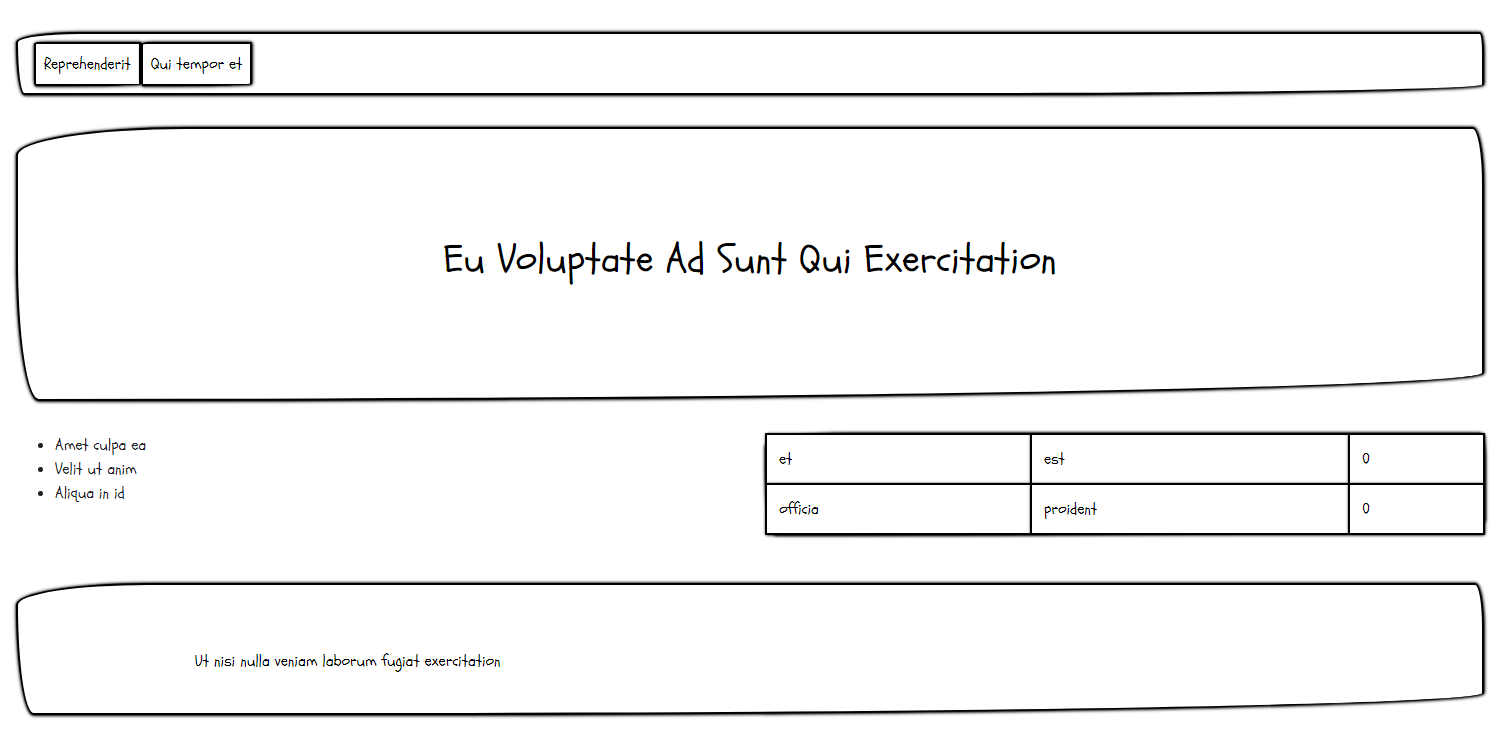 Reprehenderit Qui tempor et
Eu Voluptate Ad Sunt Qui Exercitation
Amet culpa ea
Velit ut anim
Aliqua in id
et est 0
officia proident 0
Ut nisi nulla veniam laborum fugiat exercitation